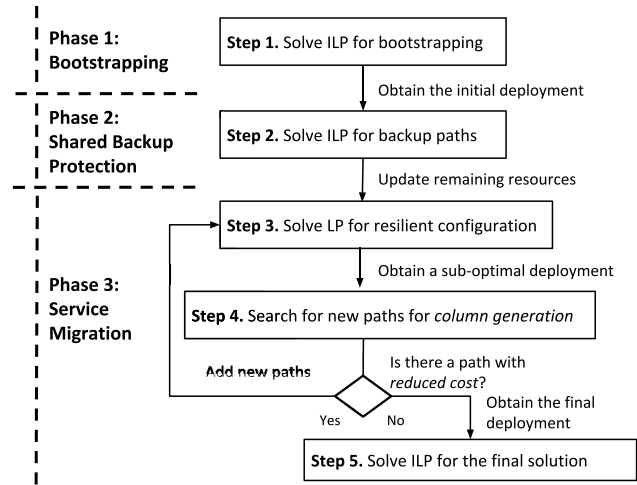 Phase 1:
Bootstrapping
Step 1. Solve ILP for bootstrapping
Obtain the initial deployment
Phase 2:
Shared Backup
Protection
Step 2. Solve ILP for backup paths
Update remaining resources
Step 3. Solve LP for resilient configuration
Obtain a sub-optimal deployment
Phase 3:
Service
Migration
Step 4. Search for new paths for column generation
Add new paths
Is there a path with
reduced cost?
Yes
No
Obtain the final
deployment
Step 5. Solve ILP for the final solution